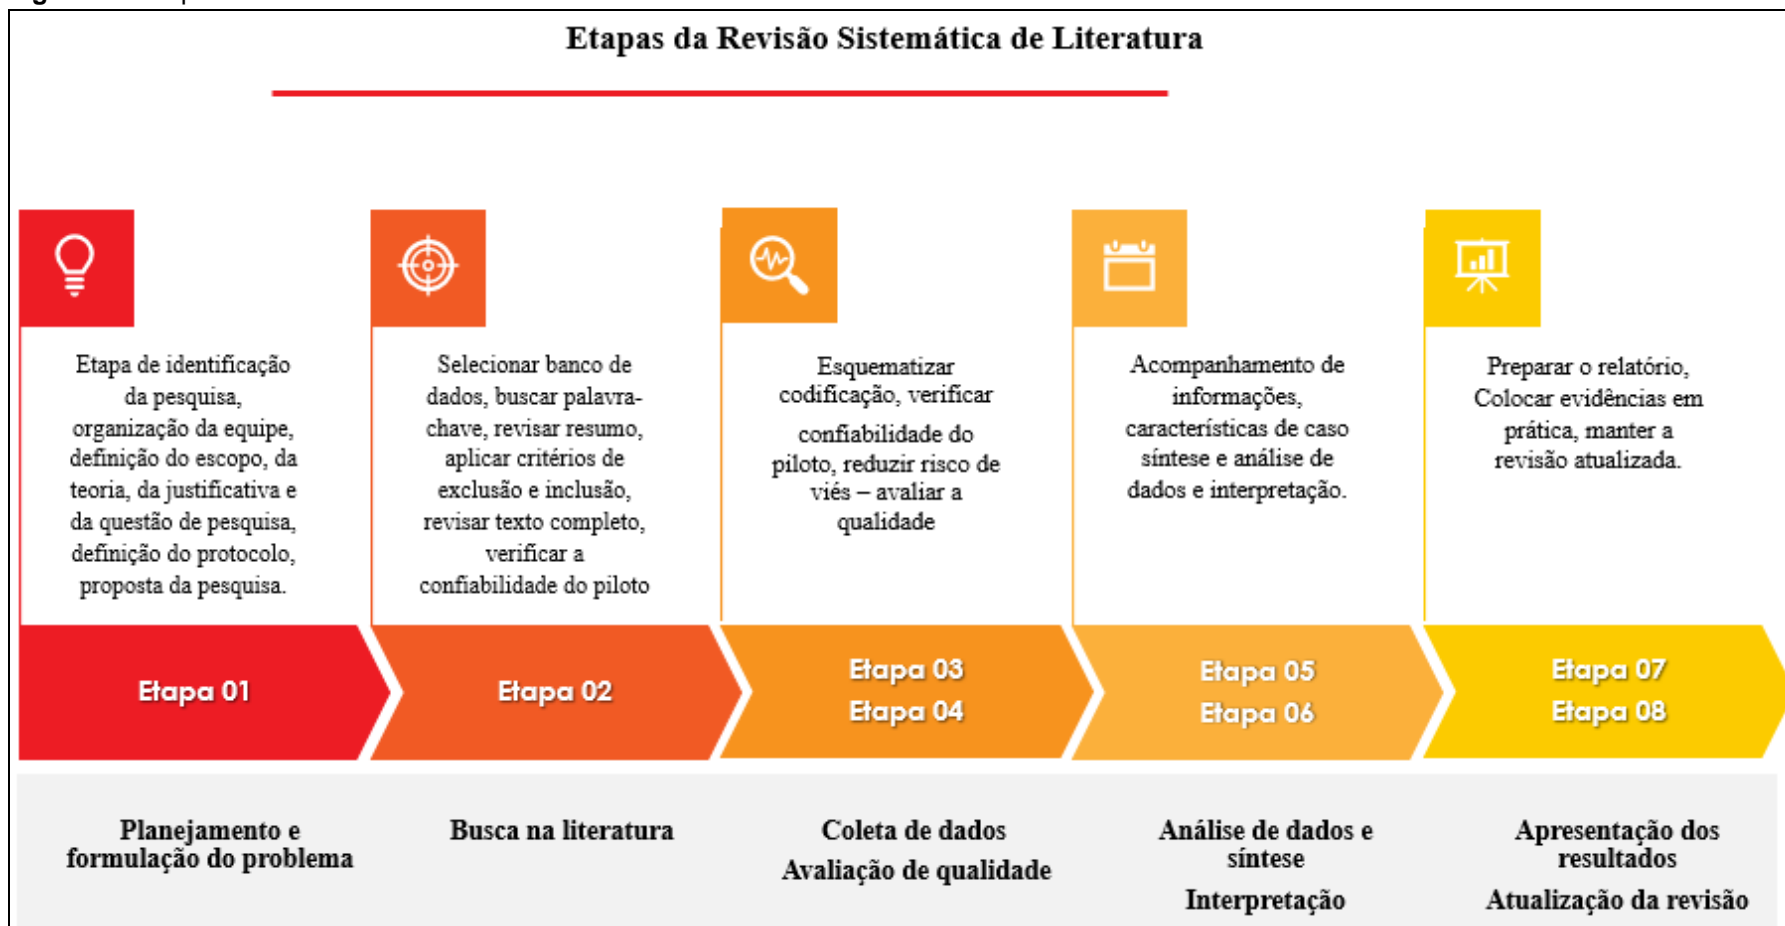 Etapas da Revisão Sistemática de Literatura
Etapa de identificação
da pesquisa,
organização da equipe,
definição do escopo, da
teoria, da justificativa e
da questão de pesquisa,
definição do protocolo,
proposta da pesquisa.
Selecionar banco de
dados, buscar palavra-
chave, revisar resumo,
aplicar critérios de
exclusão e inclusão,
revisar texto completo,
verificar a
confiabilidade do piloto
Esquematizar
codificação, verificar
confiabilidade do
piloto, reduzir risco de
viés – avaliar a
qualidade
Acompanhamento de
informações,
características de caso
síntese e análise de
dados e interpretação.
Preparar o relatório,
Colocar evidências em
prática, manter a
revisão atualizada.
Etapa 01
Etapa 02
Etapa 03
Etapa 04
Etapa 05
Etapa 06
Etapa 07
Etapa 08
Planejamento e
formulação do problema
Busca na literatura
Coleta de dados
Avaliação de qualidade
Análise de dados e
síntese
Interpretação
Apresentação dos
resultados
Atualização da revisão